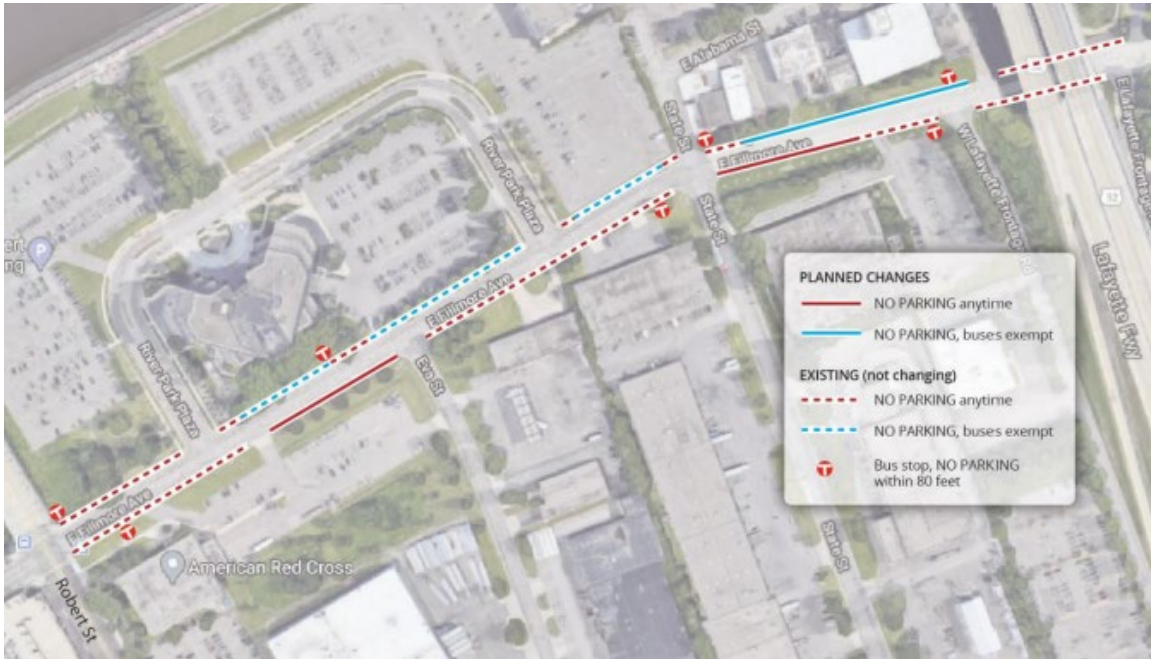 E Alabama St
E Lafayette Frontage
State St
River Park Plaza
E Fillmore Ave
W Lafayette Frontage Rd
52
State St
Lafayette FWY
E Fillmore Ave
River Park Plaza
Eva St
E Fillmore Ave
P
American Red Cross
Robert St
State St
PLANNED CHANGES
NO PARKING anytime
NO PARKING, buses exempt
EXISTING (not changing)
NO PARKING anytime
NO PARKING, buses exempt
T
Bus stop, NO PARKING
within 80 feet